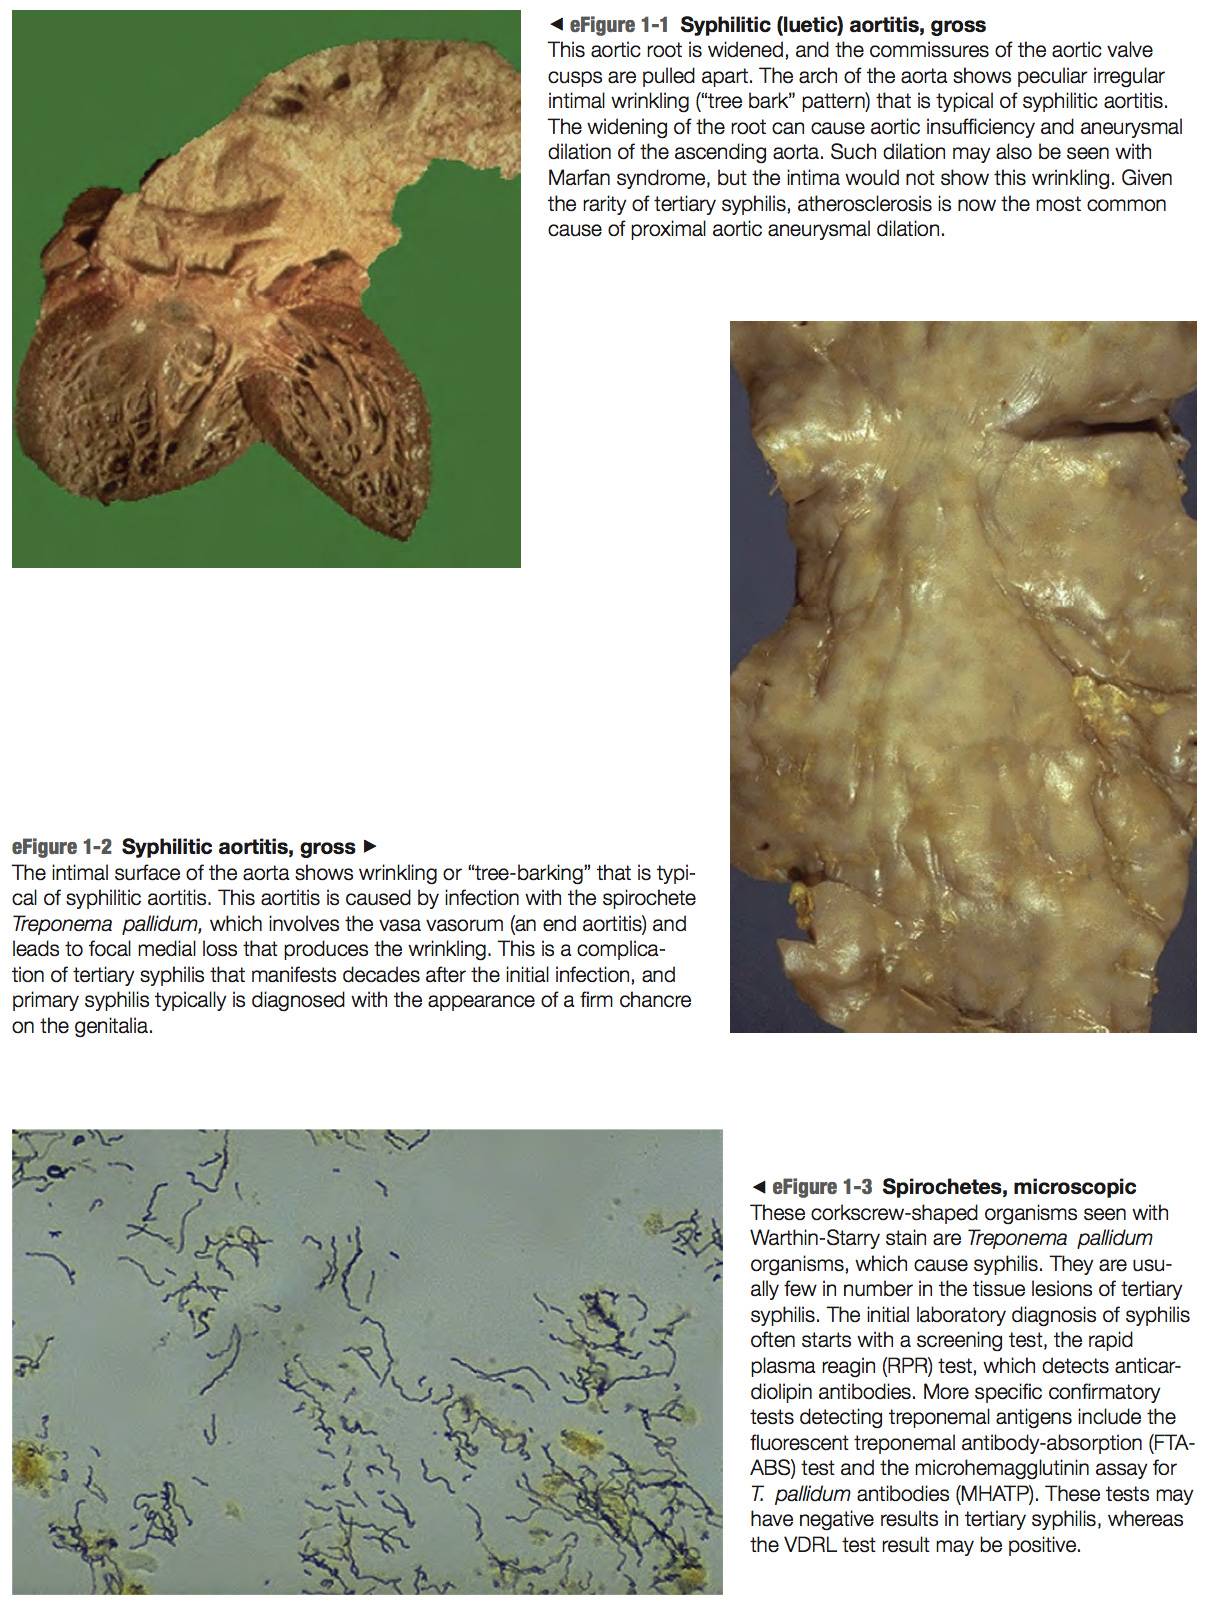 ◄ eFigure 1-1 Syphilitic (luetic) aortitis, gross
This aortic root is widened, and the commissures of the aortic valve
cusps are pulled apart. The arch of the aorta shows peculiar irregular
intimal wrinkling (“tree bark” pattern) that is typical of syphilitic aortitis.
The widening of the root can cause aortic insufficiency and aneurysmal
dilation of the ascending aorta. Such dilation may also be seen with
Marfan syndrome, but the intima would not show this wrinkling. Given
the rarity of tertiary syphilis, atherosclerosis is now the most common
cause of proximal aortic aneurysmal dilation.
eFigure 1-2 Syphilitic aortitis, gross ►
The intimal surface of the aorta shows wrinkling or “tree-barking” that is typi-
cal of syphilitic aortitis. This aortitis is caused by infection with the spirochete
Treponema pallidum, which involves the vasa vasorum (an end aortitis) and
leads to focal medial loss that produces the wrinkling. This is a complica-
tion of tertiary syphilis that manifests decades after the initial infection, and
primary syphilis typically is diagnosed with the appearance of a firm chancre
on the genitalia.
◄ eFigure 1-3 Spirochetes, microscopic
These corkscrew-shaped organisms seen with
Warthin-Starry stain are Treponema pallidum
organisms, which cause syphilis. They are usu-
ally few in number in the tissue lesions of tertiary
syphilis. The initial laboratory diagnosis of syphilis
often starts with a screening test, the rapid
plasma reagin (RPR) test, which detects anticar-
diolipin antibodies. More specific confirmatory
tests detecting treponemal antigens include the
fluorescent treponemal antibody-absorption (FTA-
ABS) test and the microhemagglutinin assay for
T. pallidum antibodies (MHATP). These tests may
have negative results in tertiary syphilis, whereas
the VDRL test result may be positive.